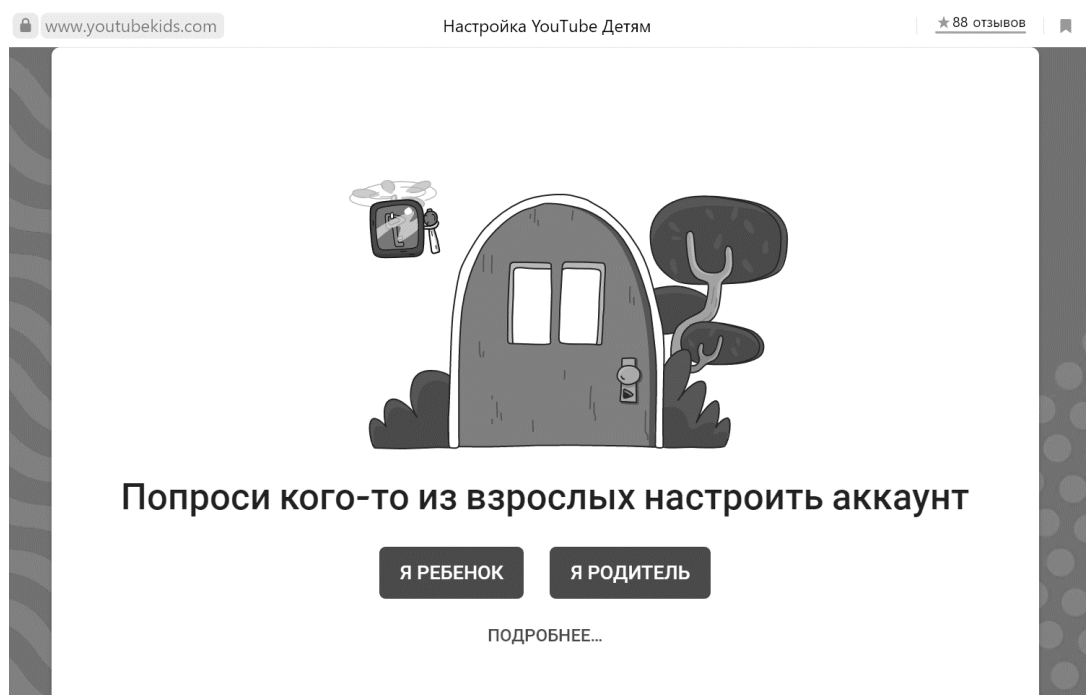 www.youtubekids.com Настройка YouTube Детям ★ 88 отзывов
Попроси кого-то из взрослых настроить аккаунт
Я РЕБЕНОК Я РОДИТЕЛЬ
ПОДРОБНЕЕ...